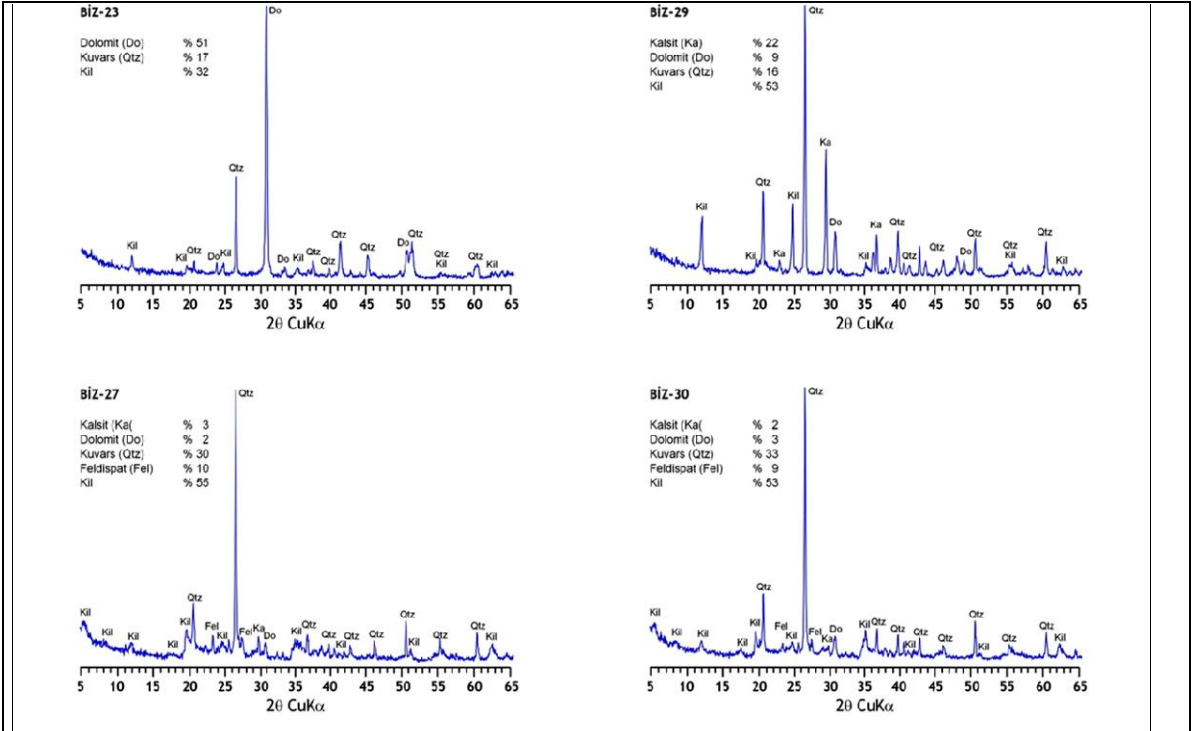 BİZ-23
Dolomit (Do) % 51
Kuvars (Qtz) % 17
Kil % 32
Do
Qtz
Kil
Kil
Qtz
Do
Kil
Do
Kil
Qtz
Qtz
Qtz
Qtz
Do
Qtz
Qtz
Kil
Qtz
Kil
5 10 15 20 25 30 35 40 45 50 55 60 65
2θ CuKα
BİZ-29
Kalsit (Ka) % 22
Dolomit (Do) % 9
Kuvars (Qtz) % 16
Kil % 53
Qtz
Ka
Qtz
Kil
Kil
Kil
Ka
Do
Kil
Ka
Qtz
Qtz
Qtz
Do
Qtz
Qtz
Kil
Qtz
Kil
5 10 15 20 25 30 35 40 45 50 55 60 65
2θ CuKα
BİZ-27
Kalsit (Ka( % 3
Dolomit (Do) % 2
Kuvars (Qtz) % 30
Feldispat (Fel) % 10
Kil % 55
Qtz
Kil
Kil
Kil
Kil
Kil
Qtz
Fel
Kil
Fel
Ka
Do
Kil
Qtz
Qtz
Kil
Qtz
Qtz
Qtz
Kil
Qtz
Qtz
Kil
5 10 15 20 25 30 35 40 45 50 55 60 65
2θ CuKα
BİZ-30
Kalsit (Ka( % 2
Dolomit (Do) % 3
Kuvars (Qtz) % 33
Feldispat (Fel) % 9
Kil % 53
Qtz
Kil
Kil
Kil
Kil
Kil
Qtz
Fel
Kil
Fel
Ka
Do
Kil
Qtz
Qtz
Kil
Qtz
Qtz
Qtz
Kil
Qtz
Qtz
Kil
5 10 15 20 25 30 35 40 45 50 55 60 65
2θ CuKα